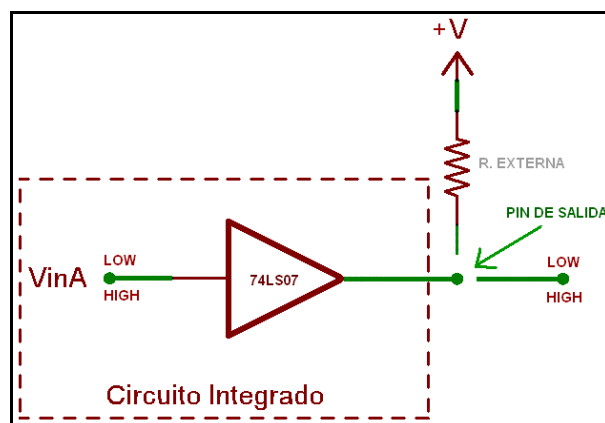 +V
R. EXTERNA
PIN DE SALIDA
VinA
LOW
HIGH
74LS07
LOW
HIGH
Circuito Integrado